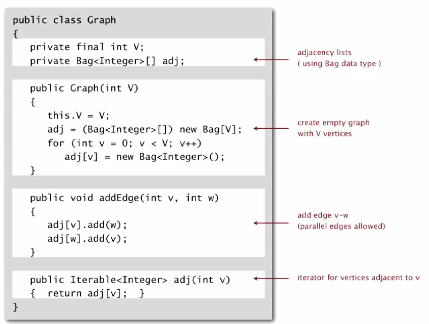 public class Graph
{
private final int V;
private Bag<Integer>[] adj;
adjacency lists
( using Bag data type )
public Graph(int V)
{
this.V = V;
adj = (Bag<Integer>[]) new Bag[V];
for (int v = 0; v < V; v++)
adj[v] = new Bag<Integer>();
}
create empty graph
with V vertices
public void addEdge(int v, int w)
{
adj[v].add(w);
adj[w].add(v);
}
add edge v-w
(parallel edges allowed)
public Iterable<Integer> adj(int v)
{ return adj[v]; }
iterator for vertices adjacent to v
}